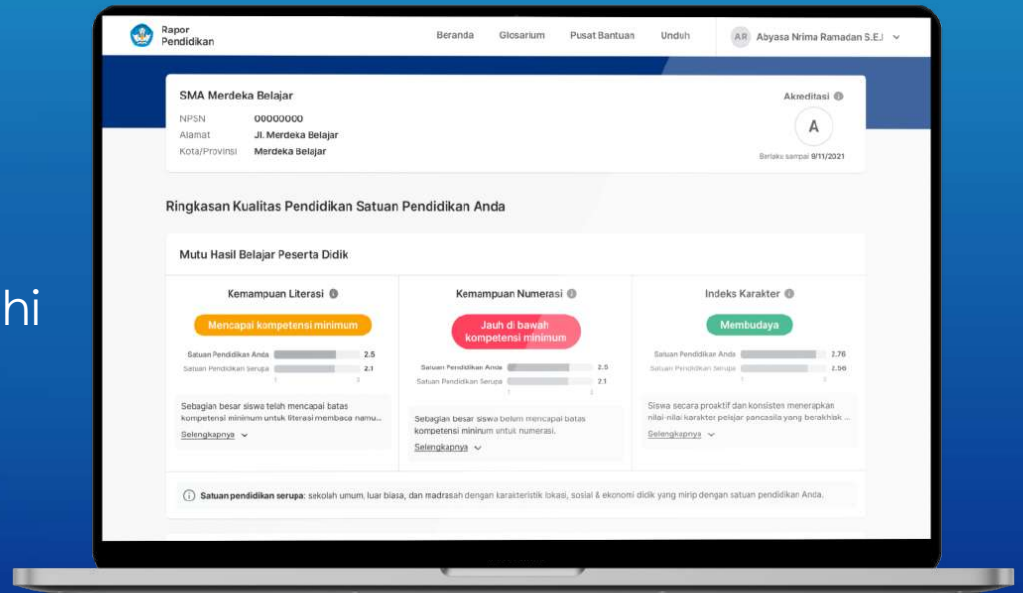 Rapor
Pendidikan
Beranda Glosarium Pusat Bantuan Unduh AR Abyasa Nrima Ramadan S.E.I
SMA Merdeka Belajar
Akreditasi
NPSN 00000000
A
Alamat Jl. Merdeka Belajar
Kota/Provinsi Merdeka Belajar
Berlaku sampai 9/11/2021
Ringkasan Kualitas Pendidikan Satuan Pendidikan Anda
Mutu Hasil Belajar Peserta Didik
hi
Kemampuan Literasi
Mencapai kompetensi minimum
Satuan Pendidikan Anda 2.5
Satuan Pendidikan Serupa 2.1
1 3
Sebagian besar siswa telah mencapai batas
kompetensi minimum untuk literasi membaca namu...
Selengkapnya
Kemampuan Numerasi
Jauh di bawah
kompetensi minimum
Satuan Pendidikan Anda 2.5
Satuan Pendidikan Serupa 2.1
1 3
Sebagian besar siswa belum mencapai batas
kompetensi minimum untuk numerasi.
Selengkapnya
Indeks Karakter
Membudaya
Satuan Pendidikan Anda 2.76
Satuan Pendidikan Serupa 2.56
1 3
Siswa secara proaktif dan konsisten menerapkan
nilai-nilai karakter pelajar pancasila yang berakhlak ...
Selengkapnya
Satuan pendidikan serupa: sekolah umum, luar biasa, dan madrasah dengan karakteristik lokasi, sosial & ekonomi didik yang mirip dengan satuan pendidikan Anda.